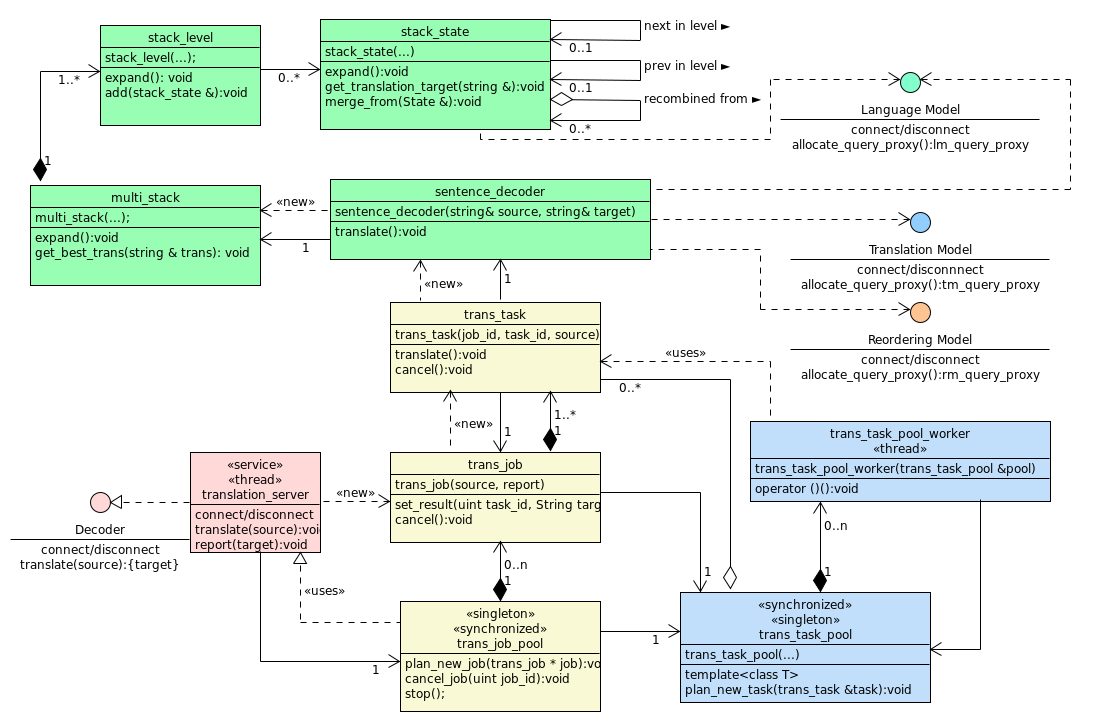 stack_level
stack_level(...);
expand(): void
add(stack_state &):void
1..*
0..*
stack_state
stack_state(...)
expand():void
get_translation_target(string &):void
merge_from(State &):void
next in level ►
0..1
prev in level ►
0..1
recombined from ►
0..*
Language Model
connect/disconnect
allocate_query_proxy():lm_query_proxy
1
multi_stack
multi_stack(...);
expand():void
get_best_trans(string & trans): void
«new»
1
sentence_decoder
sentence_decoder(string& source, string& target)
translate():void
Translation Model
connect/disconnnect
allocate_query_proxy():tm_query_proxy
«new»
1
Reordering Model
connect/disconnect
allocate_query_proxy():rm_query_proxy
trans_task
trans_task(job_id, task_id, source)
translate():void
cancel():void
«uses»
0..*
«new»
1
1..*
1
trans_task_pool_worker
«thread»
trans_task_pool_worker(trans_task_pool &pool)
operator ()():void
«service»
«thread»
translation_server
connect/disconnect
translate(source):voi
report(target):void
«new»
trans_job
trans_job(source, report)
set_result(uint task_id, String targ
cancel():void
Decoder
connect/disconnect
translate(source):{target}
0..n
0..n
1
1
1
«uses»
«singleton»
«synchronized»
trans_job_pool
plan_new_job(trans_job * job):vo
cancel_job(uint job_id):void
stop();
1
1
«synchronized»
«singleton»
trans_task_pool
trans_task_pool(...)
template<class T>
plan_new_task(trans_task &task):void